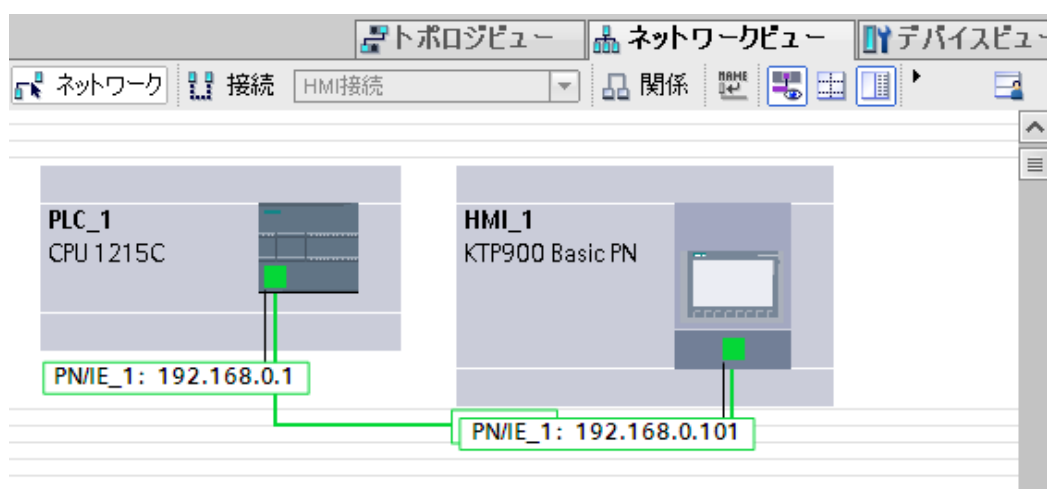 トポロジビュー ネットワークビュー デバイスビュー
ネットワーク 接続 HMI接続 関係 NAME
PLC_1
CPU 1215C
HMI_1
KTP900 Basic PN
PN/IE_1: 192.168.0.1
PN/IE_1: 192.168.0.101